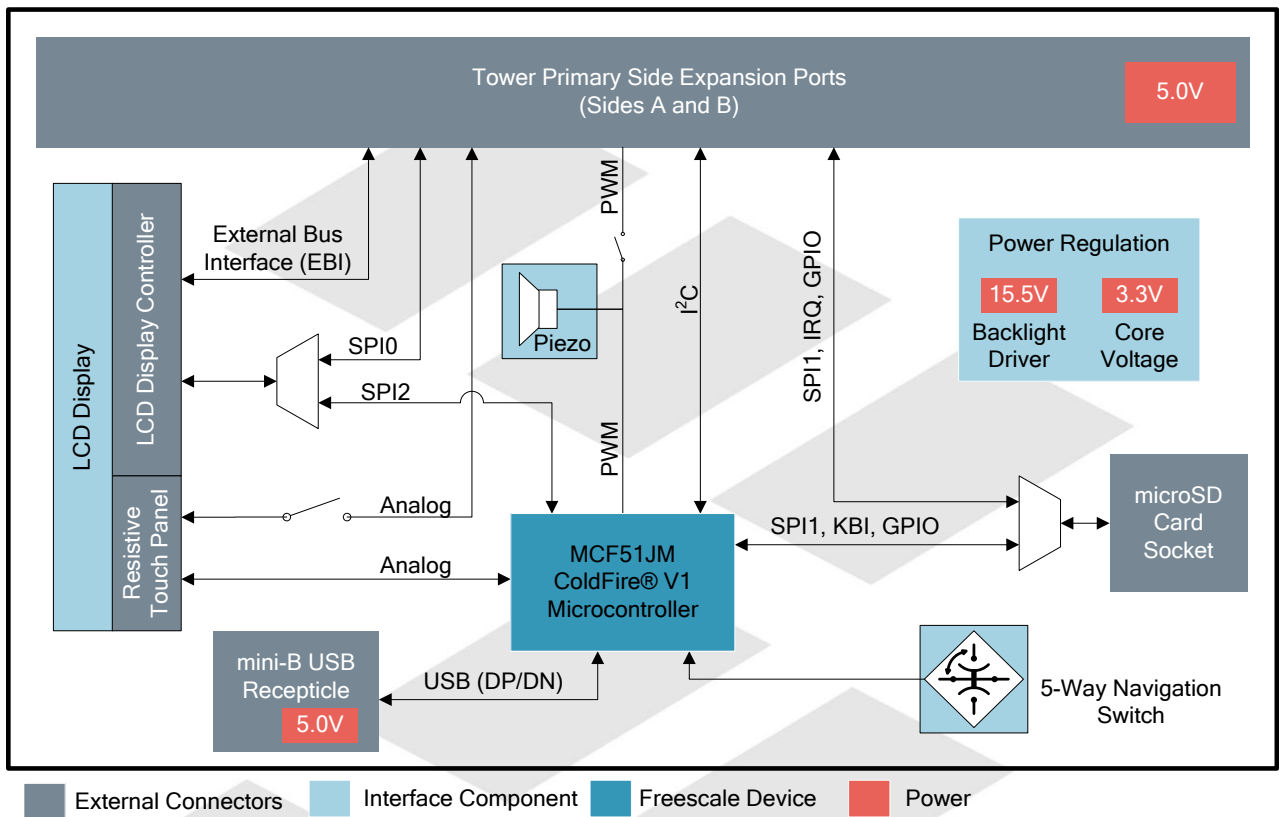 Tower Primary Side Expansion Ports
(Sides A and B)
5.0V
LCD Display
LCD Display Controller
Resistive
Touch Panel
External Bus
Interface (EBI)
SPI0
SPI2
Analog
Analog
PWM
Piezo
PWM
I²C
SPI1, IRQ, GPIO
Power Regulation
15.5V
Backlight
Driver
3.3V
Core
Voltage
MCF51JM
ColdFire® V1
Microcontroller
SPI1, KBI, GPIO
microSD
Card
Socket
mini-B USB
Recepticle
5.0V
USB (DP/DN)
5-Way Navigation
Switch
External Connectors
Interface Component
Freescale Device
Power